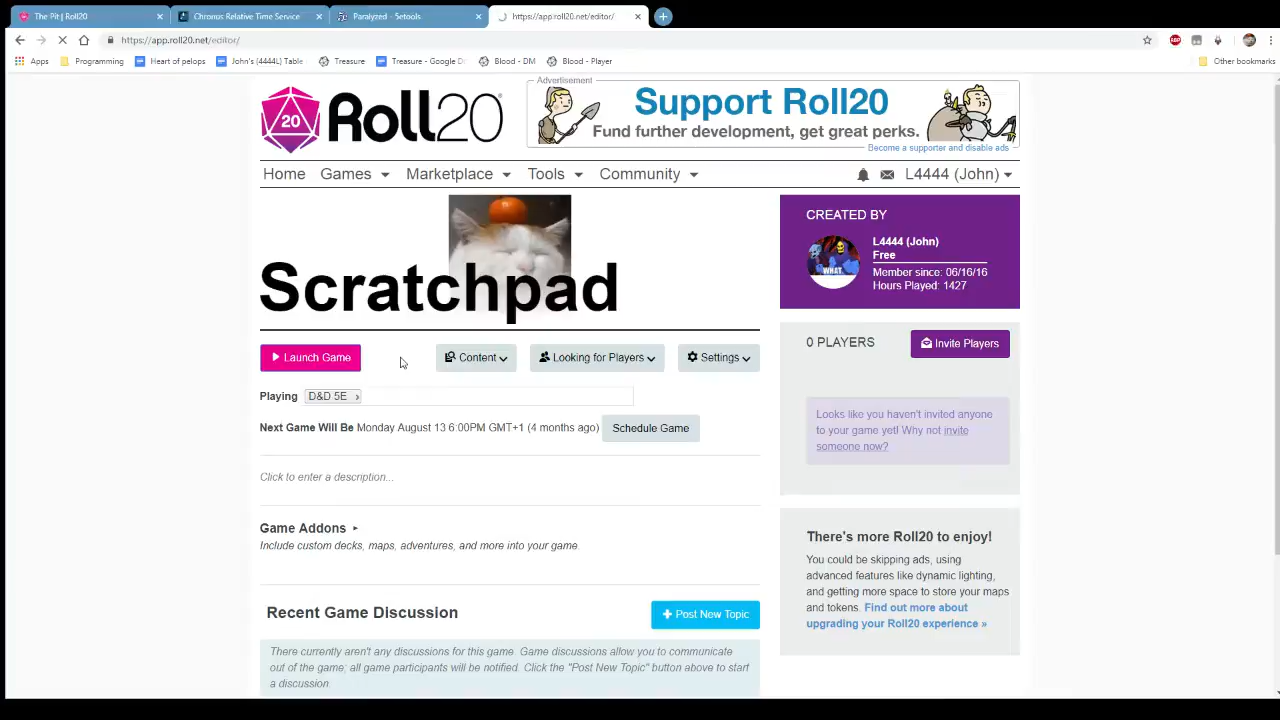 The Pit | Roll20
Chronos Relative Time Service
Paralyzed - 5etools
https://app.roll20.net/editor/
https://app.roll20.net/editor/
Apps
Programming
Heart of pelops
John's (4444L) Table
Treasure
Treasure - Google D
Blood - DM
Blood - Player
Other bookmarks
20
Roll20
Advertisement
Support Roll20
Fund further development, get great perks.
Become a supporter and disable ads
Home
Games
Marketplace
Tools
Community
L4444 (John)
Scratchpad
CREATED BY
L4444 (John)
Free
Member since: 06/16/16
Hours Played: 1427
WHAT
Launch Game
Content
Looking for Players
Settings
0 PLAYERS
Invite Players
Playing D&D 5E
Next Game Will Be Monday August 13 6:00PM GMT+1 (4 months ago)
Schedule Game
Looks like you haven't invited anyone
to your game yet! Why not invite
someone now?
Click to enter a description...
Game Addons
Include custom decks, maps, adventures, and more into your game.
There's more Roll20 to enjoy!
You could be skipping ads, using
advanced features like dynamic lighting,
and getting more space to store your maps
and tokens. Find out more about
upgrading your Roll20 experience »
Recent Game Discussion
+ Post New Topic
There currently aren't any discussions for this game. Game discussions allow you to communicate
out of the game; all game participants will be notified. Click the "Post New Topic" button above to start
a discussion.